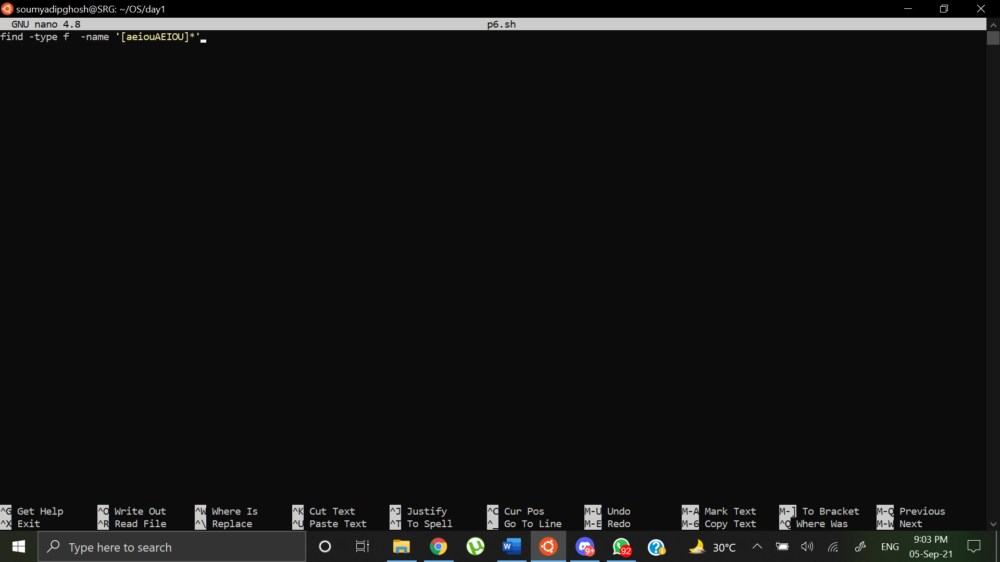 soumyadipghosh@SRG: ~/OS/day1
GNU nano 4.8 p6.sh
find -type f  -name '[aeiouAEIOU]*'
^G Get Help ^O Write Out ^W Where Is ^K Cut Text ^J Justify ^C Cur Pos M-U Undo M-A Mark Text M-] To Bracket M-Q Previous
^X Exit ^R Read File ^\ Replace ^U Paste Text ^T To Spell ^_ Go To Line M-E Redo M-6 Copy Text ^Q Where Was M-W Next
Type here to search W 9+ 92 30°C ENG 9:03 PM
05-Sep-21